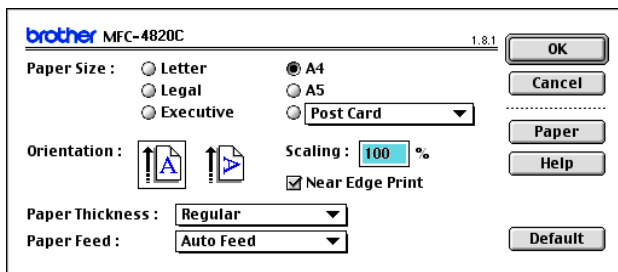 brother MFC-4820C 1.8.1
OK
Paper Size : Letter A4
Cancel
Legal A5
Executive Post Card
Paper
Orientation : A A Scaling : 100 %
Help
Near Edge Print
Paper Thickness : Regular
Paper Feed : Auto Feed
Default